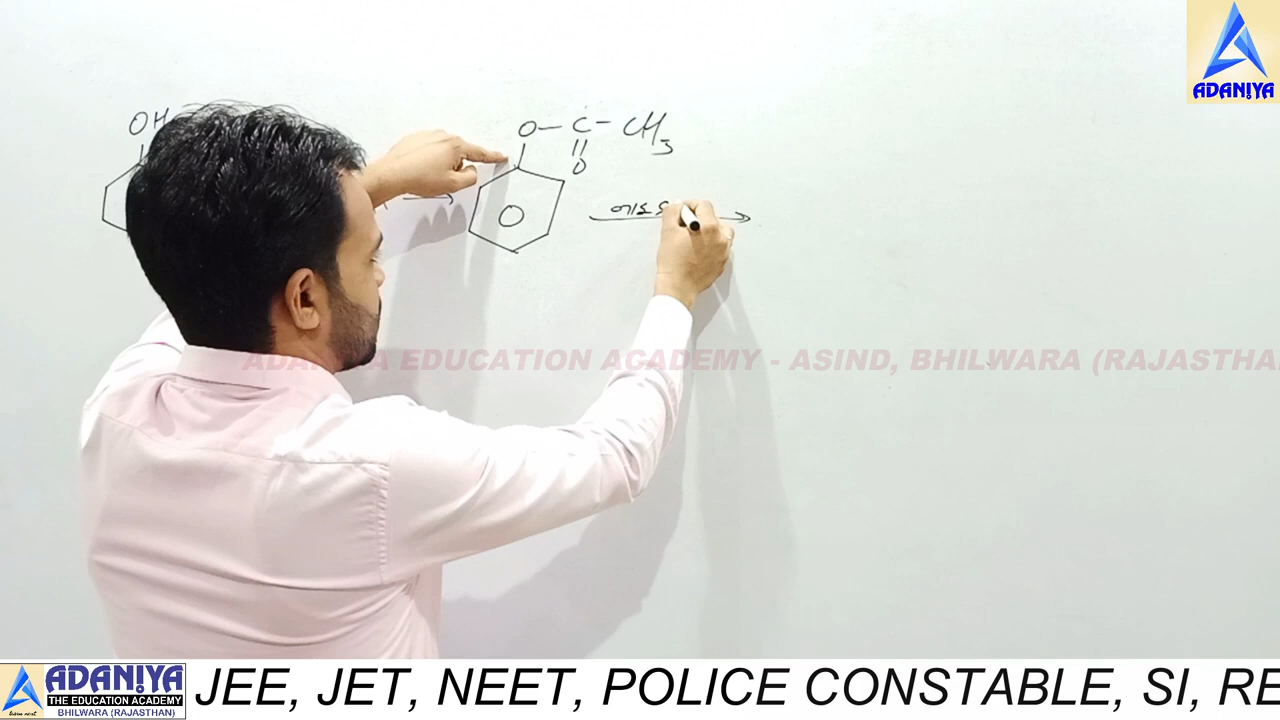 ADANiYA
OH
O – C – CH3
||
O
ADANIYA EDUCATION ACADEMY - ASIND, BHILWARA (RAJASTHA
ADANiYA
THE EDUCATION ACADEMY
BHILWARA (RAJASTHAN)
JEE, JET, NEET, POLICE CONSTABLE, SI, RE